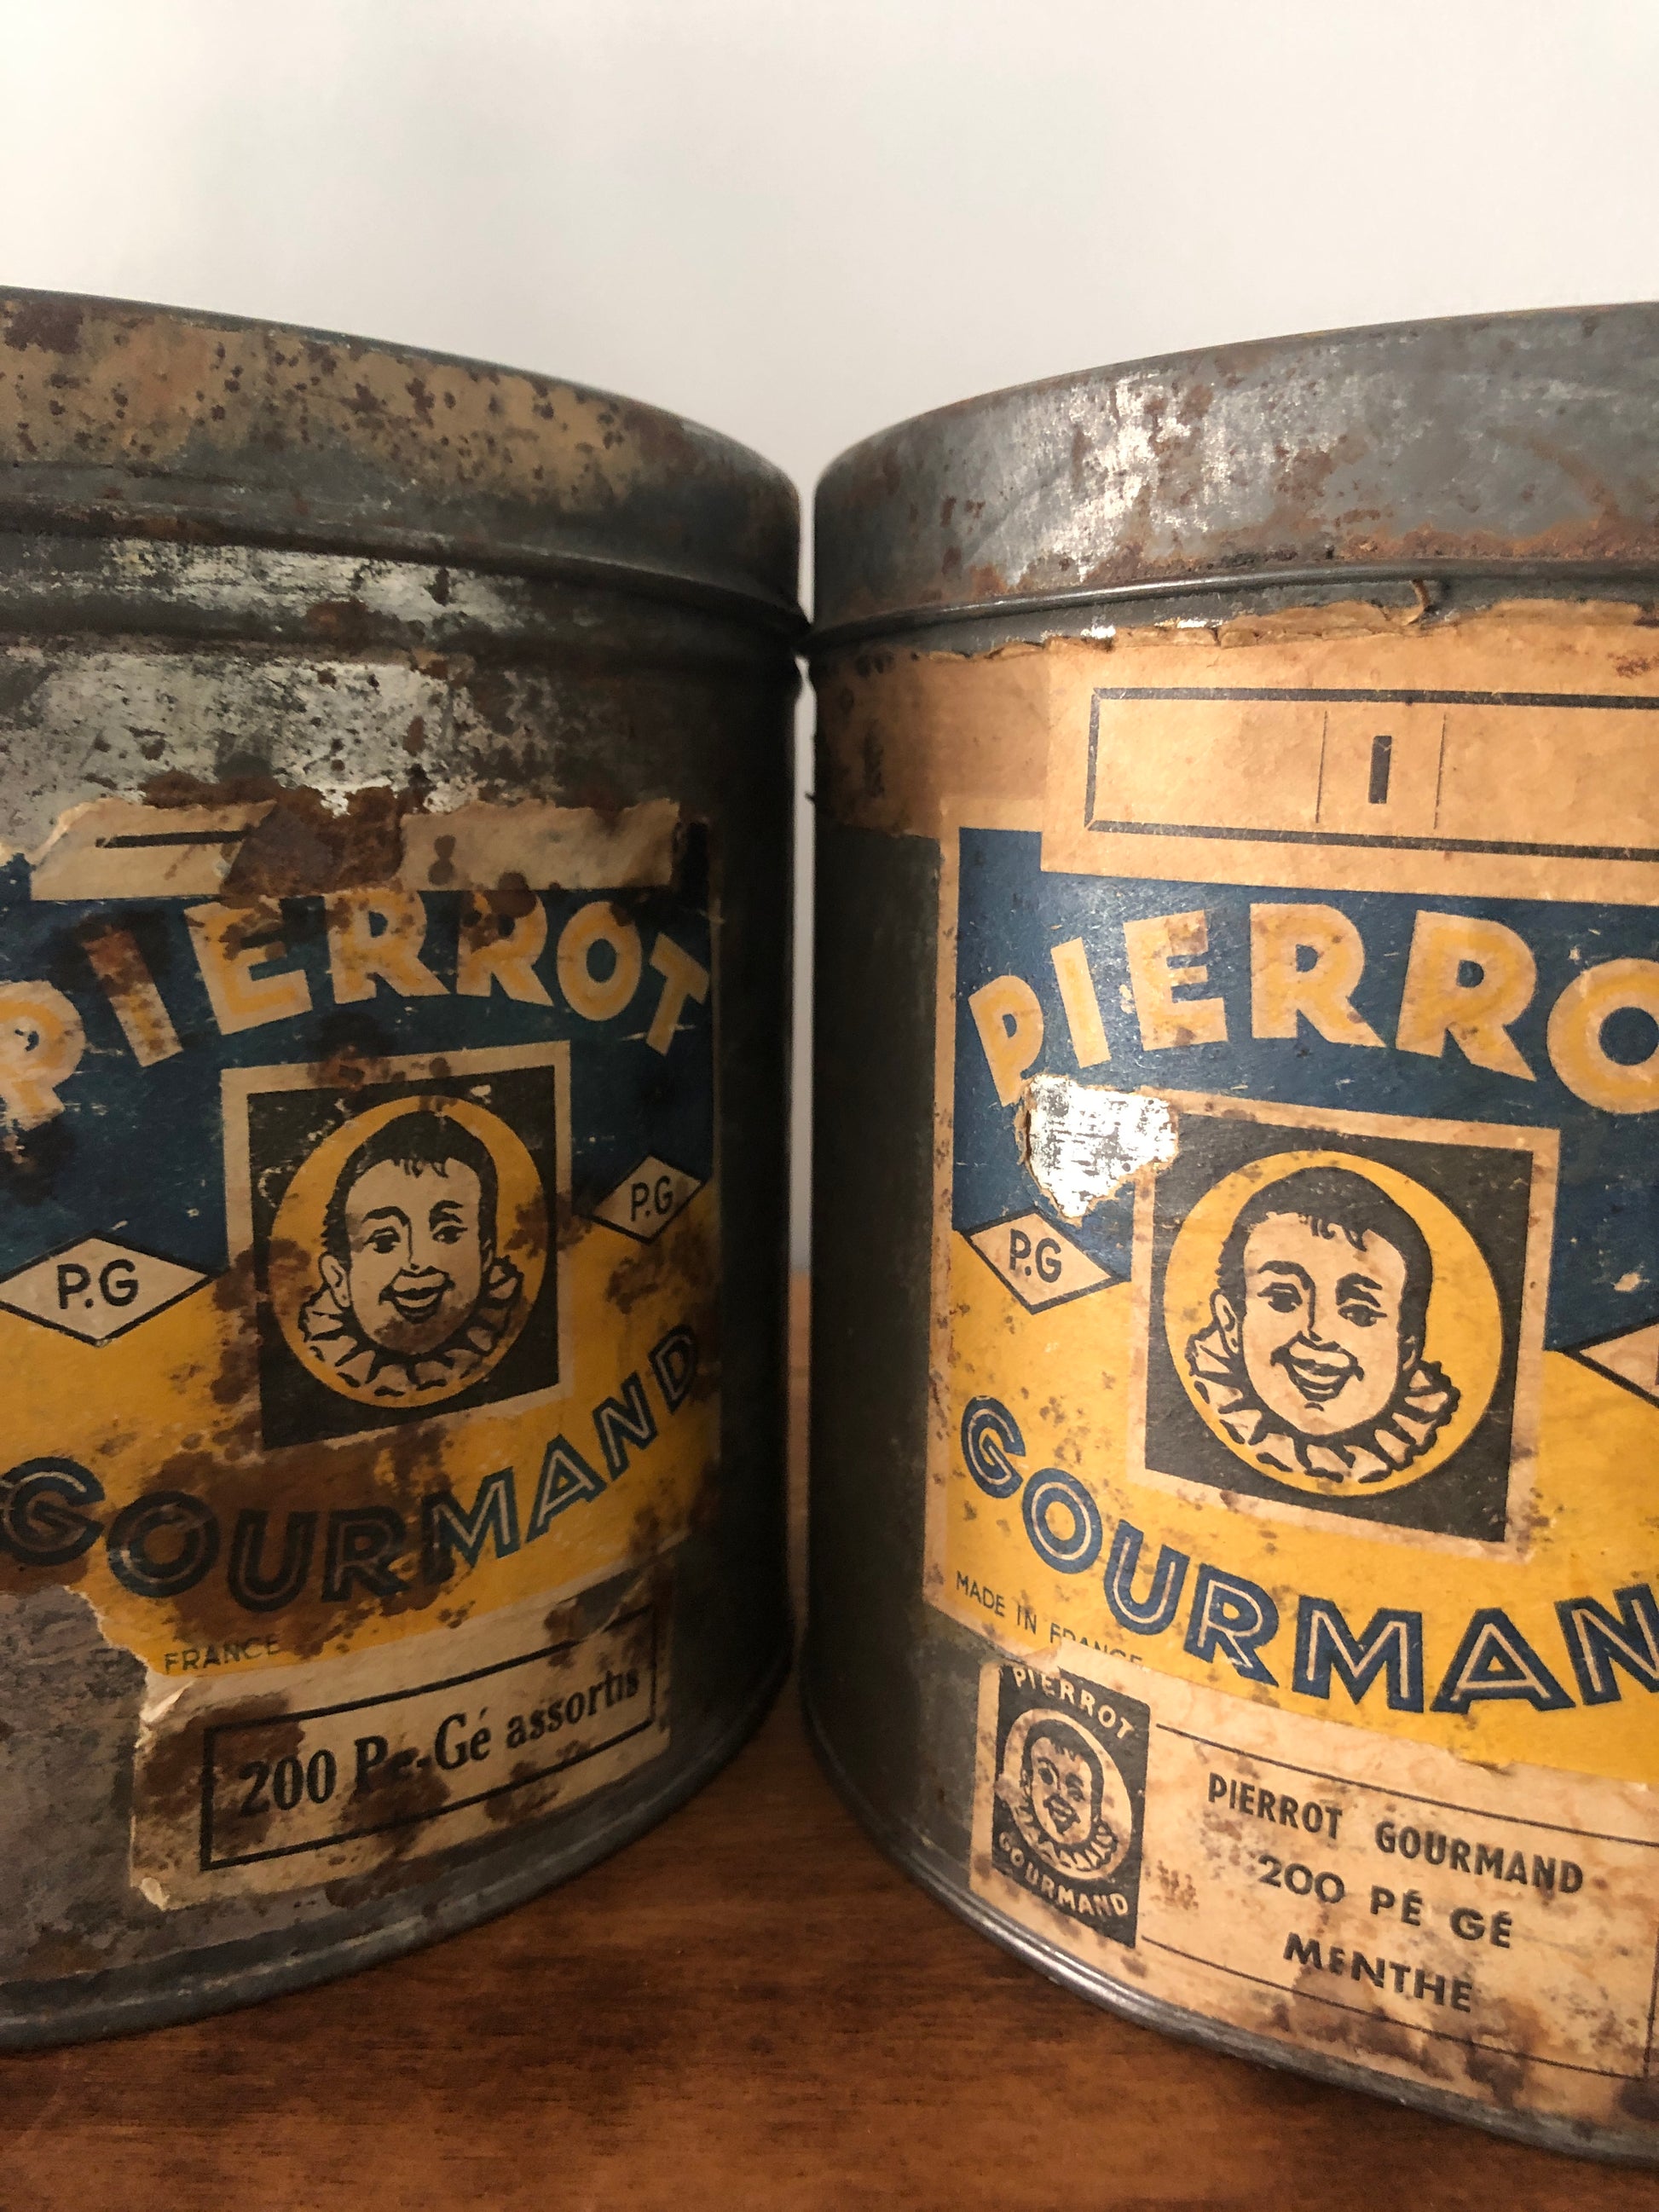 PIERROT
P.G
P.G
GOURMAND
FRANCE
200 Pe-Gé assortis
PIERRO
P.G
GOURMAN
MADE IN FRANCE
PIERROT
GOURMAND
PIERROT GOURMAND
200 PÉ GÉ
MENTHE